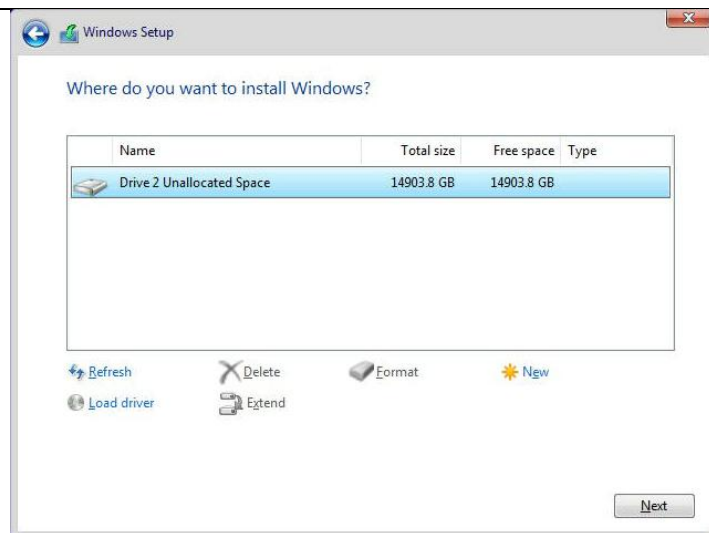 Windows Setup
Where do you want to install Windows?
Name Total size Free space Type
Drive 2 Unallocated Space 14903.8 GB 14903.8 GB
Refresh Delete Format New
Load driver Extend
Next